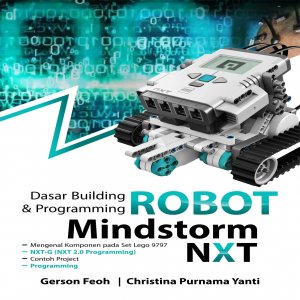 Dasar Building
& Programming
ROBOT
Mindstorm
NXT
Mengenal Komponen pada Set Lego 9797
NXT-G (NXT 2.0 Programming)
Contoh Project
Programming
Gerson Feoh | Christina Purnama Yanti